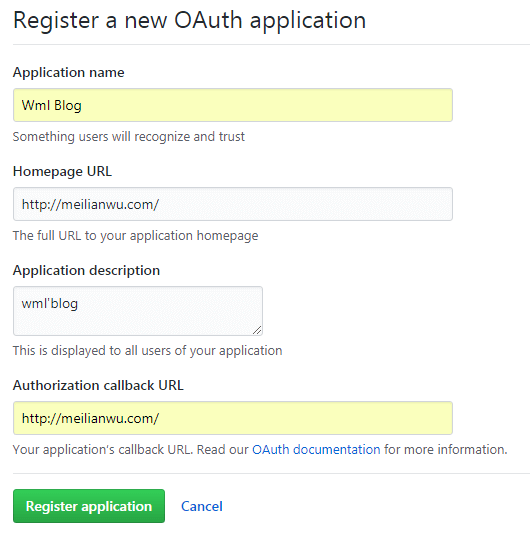 Register a new OAuth application
Application name
Wml Blog
Something users will recognize and trust
Homepage URL
http://meilianwu.com/
The full URL to your application homepage
Application description
wml'blog
This is displayed to all users of your application
Authorization callback URL
http://meilianwu.com/
Your application's callback URL. Read our OAuth documentation for more information.
Register application Cancel